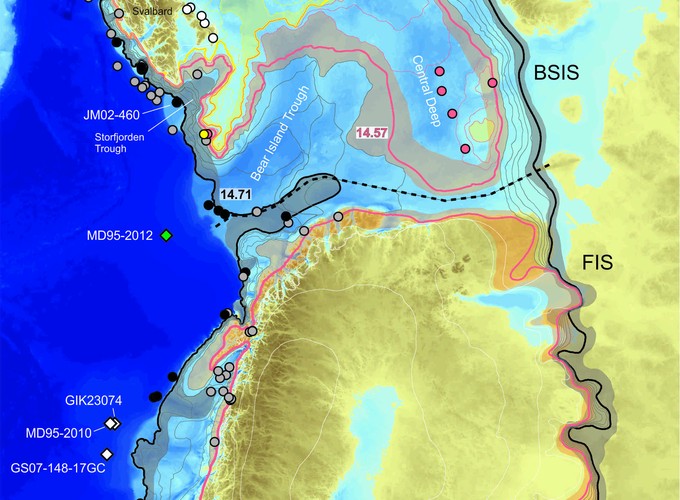 Svalbard
BSIS
Central Deep
JM02-460
Storfjorden
Trough
Bear Island Trough
14.57
14.71
MD95-2012
FIS
GIK23074
MD95-2010
GS07-148-17GC